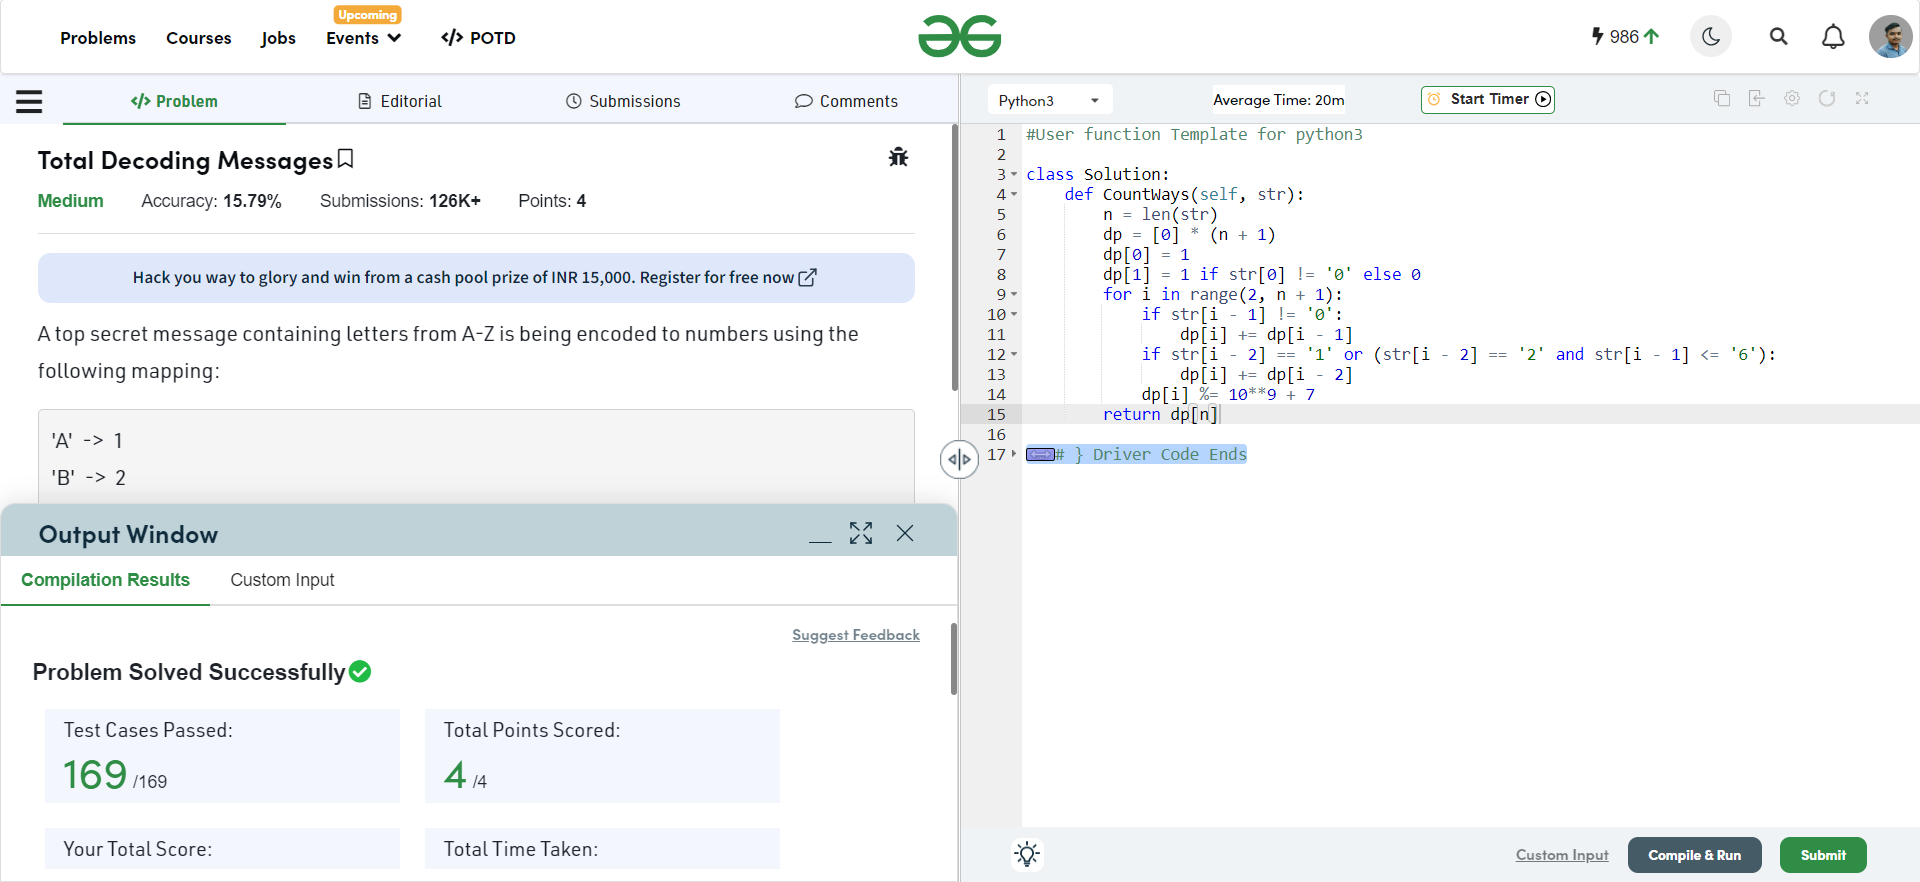 Upcoming
Problems Courses Jobs Events </> POTD
986
</> Problem Editorial Submissions Comments
Total Decoding Messages
Medium Accuracy: 15.79% Submissions: 126K+ Points: 4
Hack you way to glory and win from a cash pool prize of INR 15,000. Register for free now
A top secret message containing letters from A-Z is being encoded to numbers using the
following mapping:
'A' -> 1
'B' -> 2
Output Window
Compilation Results Custom Input
Suggest Feedback
Problem Solved Successfully
Test Cases Passed:
169 /169
Total Points Scored:
4 /4
Your Total Score:
Total Time Taken:
Python3 Average Time: 20m Start Timer
1 #User function Template for python3
2
3 class Solution:
4 def CountWays(self, str):
5 n = len(str)
6 dp = [0] * (n + 1)
7 dp[0] = 1
8 dp[1] = 1 if str[0] != '0' else 0
9 for i in range(2, n + 1):
10 if str[i - 1] != '0':
11 dp[i] += dp[i - 1]
12 if str[i - 2] == '1' or (str[i - 2] == '2' and str[i - 1] <= '6'):
13 dp[i] += dp[i - 2]
14 dp[i] %= 10**9 + 7
15 return dp[n]
16
17 # } Driver Code Ends
Custom Input Compile & Run Submit